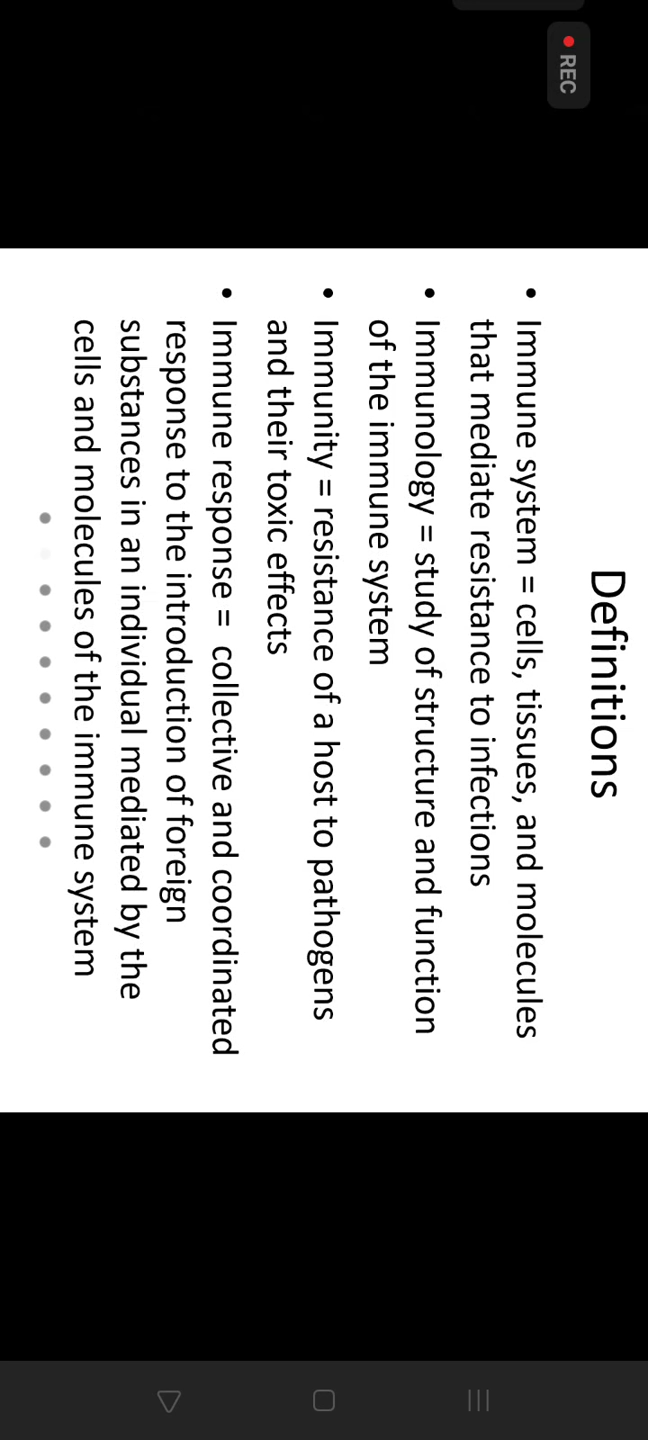 REC
Definitions
• Immune system = cells, tissues, and molecules
that mediate resistance to infections
• Immunology = study of structure and function
of the immune system
• Immunity = resistance of a host to pathogens
and their toxic effects
• Immune response =  collective and coordinated
response to the introduction of foreign
substances in an individual mediated by the
cells and molecules of the immune system